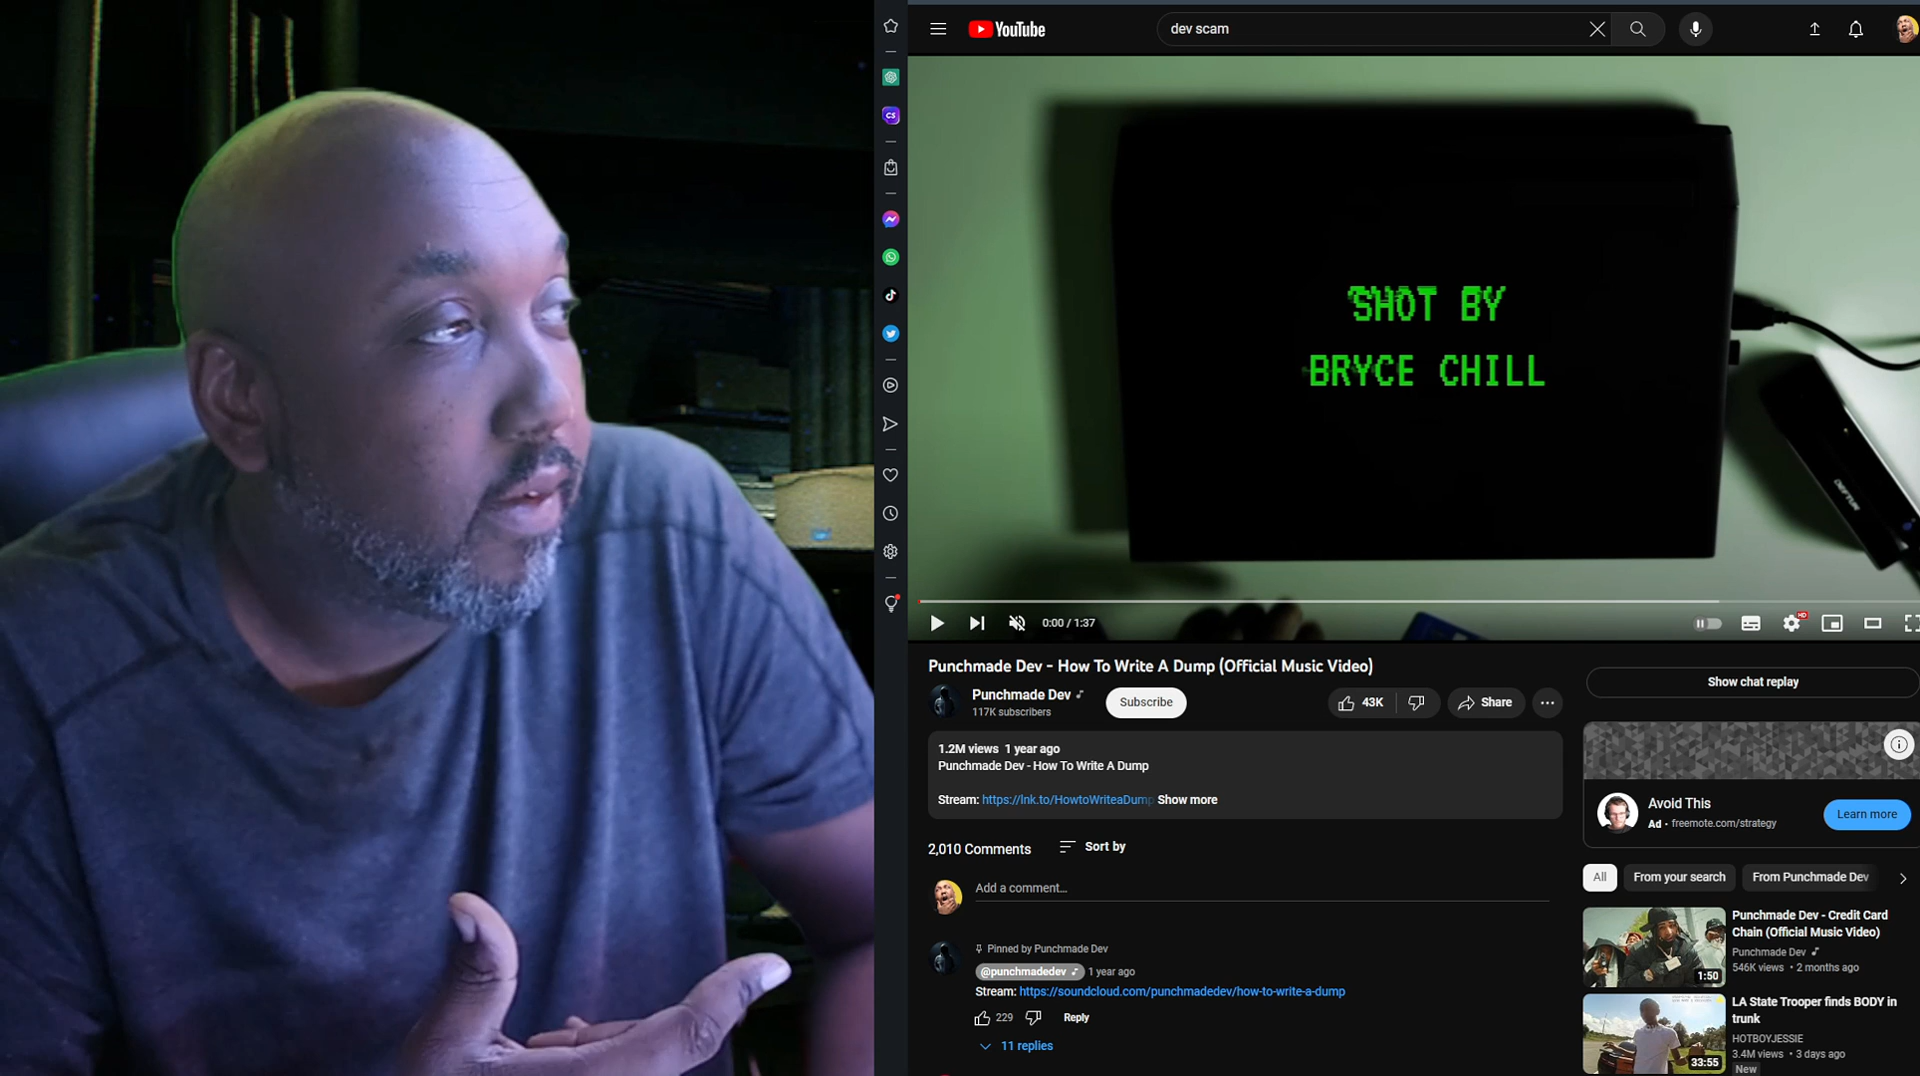 YouTube
dev scam
CS
SHOT BY
BRYCE CHILL
0:00 / 1:37
HD
Punchmade Dev - How To Write A Dump (Official Music Video)
Punchmade Dev
117K subscribers
Subscribe
43K
Share
1.2M views 1 year ago
Punchmade Dev - How To Write A Dump
Stream: https://lnk.to/HowtoWriteaDump Show more
2,010 Comments
Sort by
Add a comment...
Pinned by Punchmade Dev
@punchmadedev 1 year ago
Stream: https://soundcloud.com/punchmadedev/how-to-write-a-dump
229
Reply
11 replies
Show chat replay
Avoid This
Ad · freemote.com/strategy
Learn more
All
From your search
From Punchmade Dev
Punchmade Dev - Credit Card
Chain (Official Music Video)
Punchmade Dev
546K views • 2 months ago
1:50
LA State Trooper finds BODY in
trunk
HOTBOYJESSIE
3.4M views • 3 days ago
New
33:55